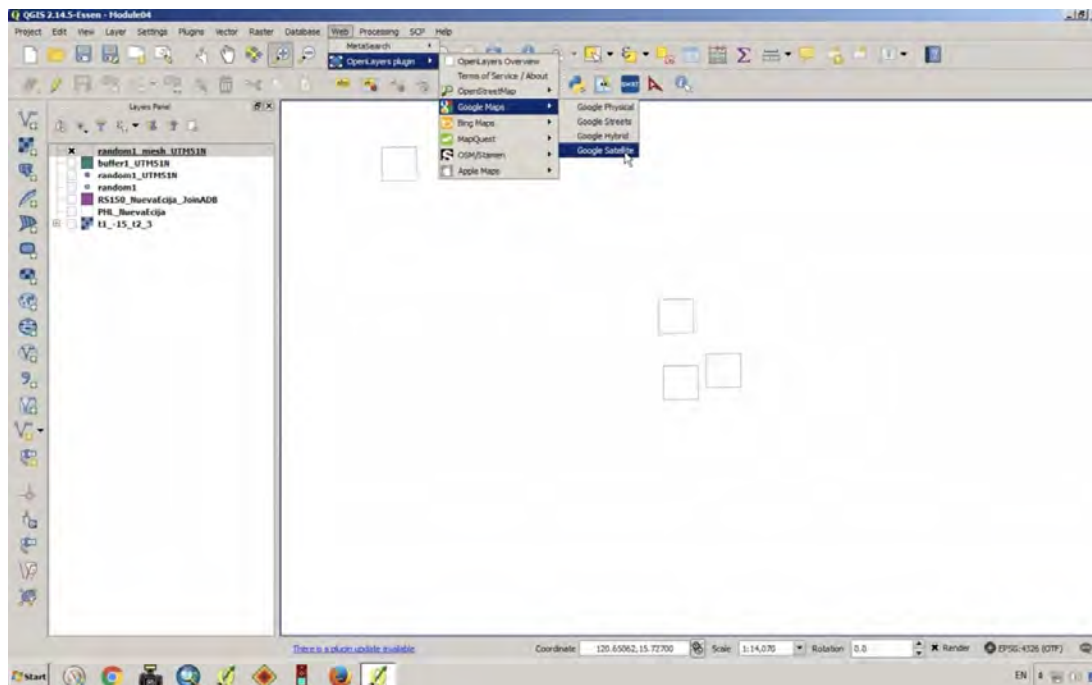 QGIS 2.14.5-Essen - Module04
Project Edit View Layer Settings Plugins Vector Raster Database Web Processing SCP Help
MetaSearch
OpenLayers plugin
OpenLayers Overview
Terms of Service / About
OpenStreetMap
Google Maps
Bing Maps
MapQuest
OSM/Stamen
Apple Maps
Google Physical
Google Streets
Google Hybrid
Google Satellite
Layers Panel
random1_mesh_UTM51N
buffer1_UTM51N
random1_UTM51N
random1
RS150_NuevaEcija_JoinADB
PHL_NuevaEcija
t1_-15_t2_3
There is a plugin update available
Coordinate 120.65062,15.72700 Scale 1:14,070 Rotation 0.0 Render EPSG:4326 (OTF)
Start EN